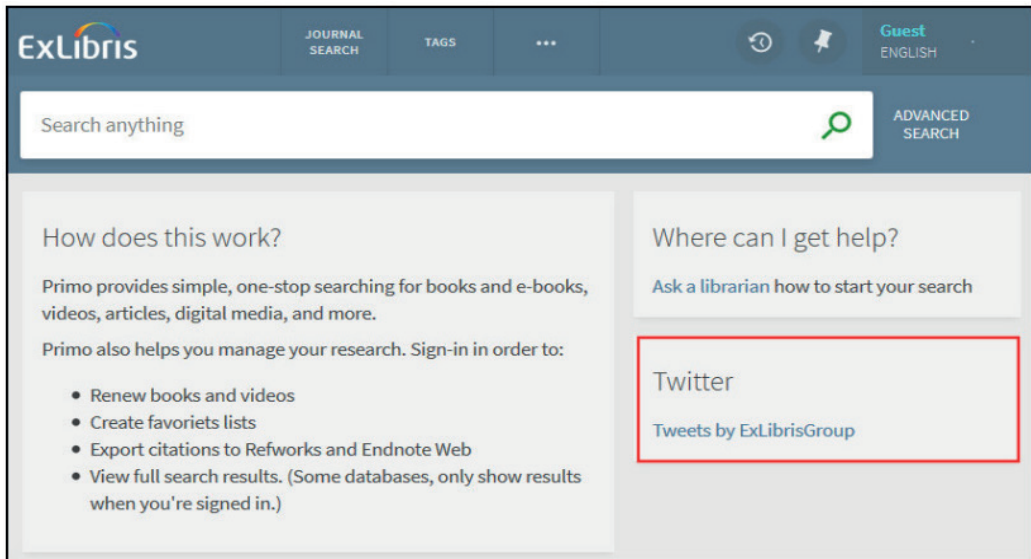 ExLibris
JOURNAL
SEARCH
TAGS
•••
Guest
ENGLISH
Search anything
ADVANCED
SEARCH
How does this work?
Primo provides simple, one-stop searching for books and e-books,
videos, articles, digital media, and more.
Primo also helps you manage your research. Sign-in in order to:
• Renew books and videos
• Create favoriets lists
• Export citations to Refworks and Endnote Web
• View full search results. (Some databases, only show results
when you're signed in.)
Where can I get help?
Ask a librarian how to start your search
Twitter
Tweets by ExLibrisGroup